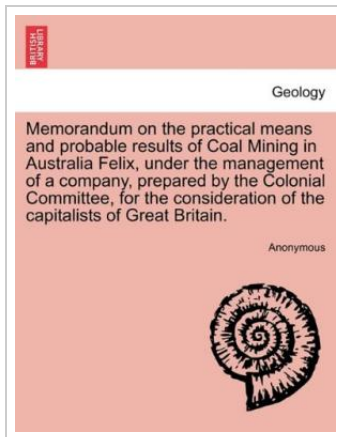 BRITISH
LIBRARY
Geology
Memorandum on the practical means
and probable results of Coal Mining in
Australia Felix, under the management
of a company, prepared by the Colonial
Committee, for the consideration of the
capitalists of Great Britain.
Anonymous